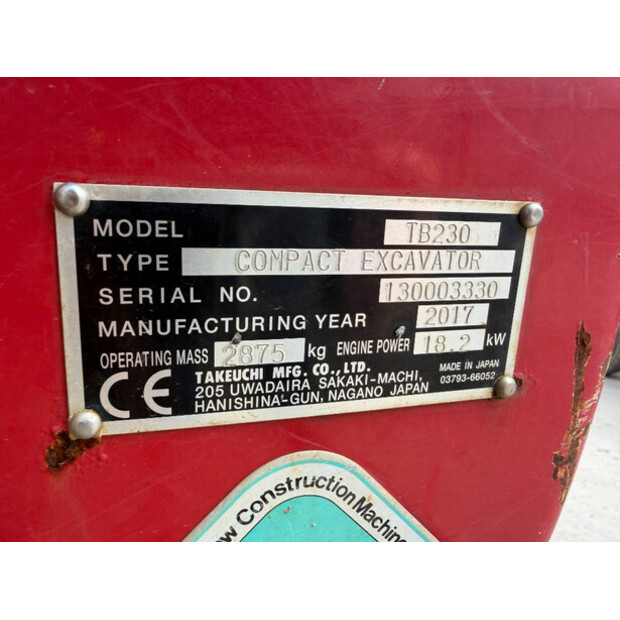 MODEL TB230
TYPE COMPACT EXCAVATOR
SERIAL NO. 130003330
MANUFACTURING YEAR 2017
OPERATING MASS 2875 kg ENGINE POWER 18.2 kW
CE
TAKEUCHI MFG. CO., LTD.
205 UWADAIRA SAKAKI-MACHI,
HANISHINA-GUN, NAGANO JAPAN
MADE IN JAPAN
03793-66052
Construction